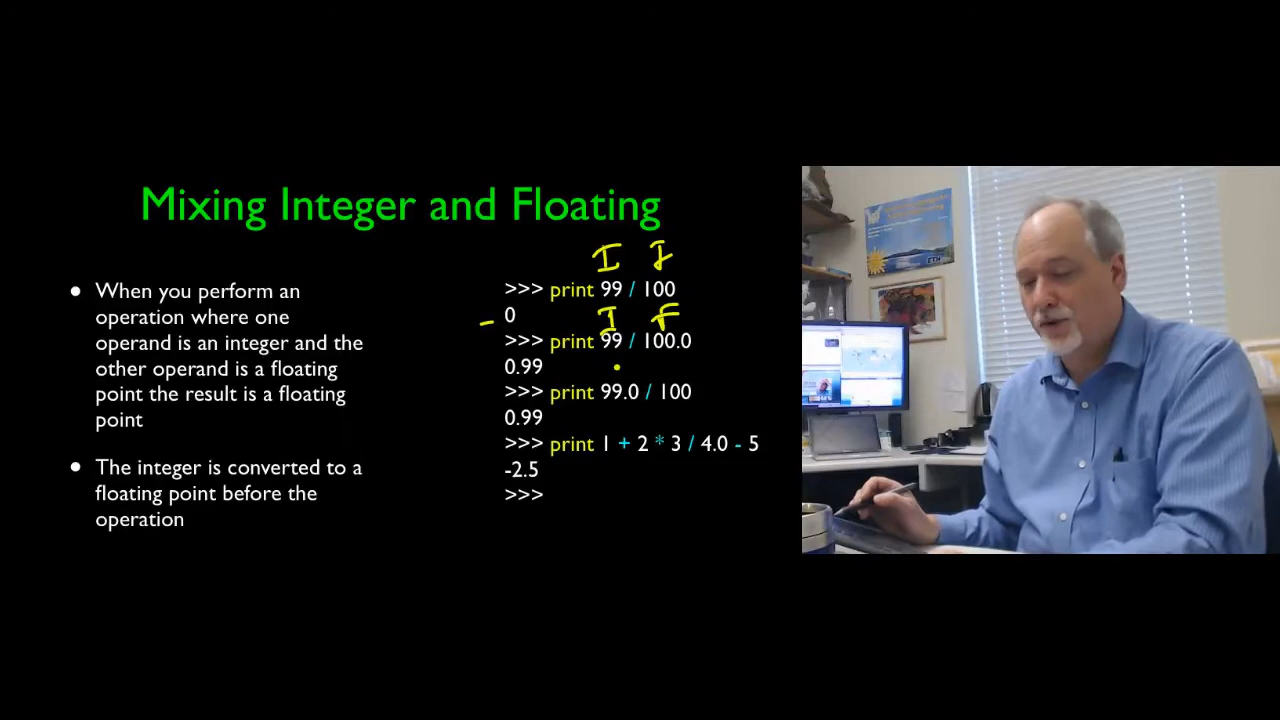 Mixing Integer and Floating
● When you perform an
operation where one
operand is an integer and the
other operand is a floating
point the result is a floating
point
● The integer is converted to a
floating point before the
operation
I I
>>> print 99 / 100
0
I F
>>> print 99 / 100.0
0.99
>>> print 99.0 / 100
0.99
>>> print 1 + 2 * 3 / 4.0 - 5
-2.5
>>>